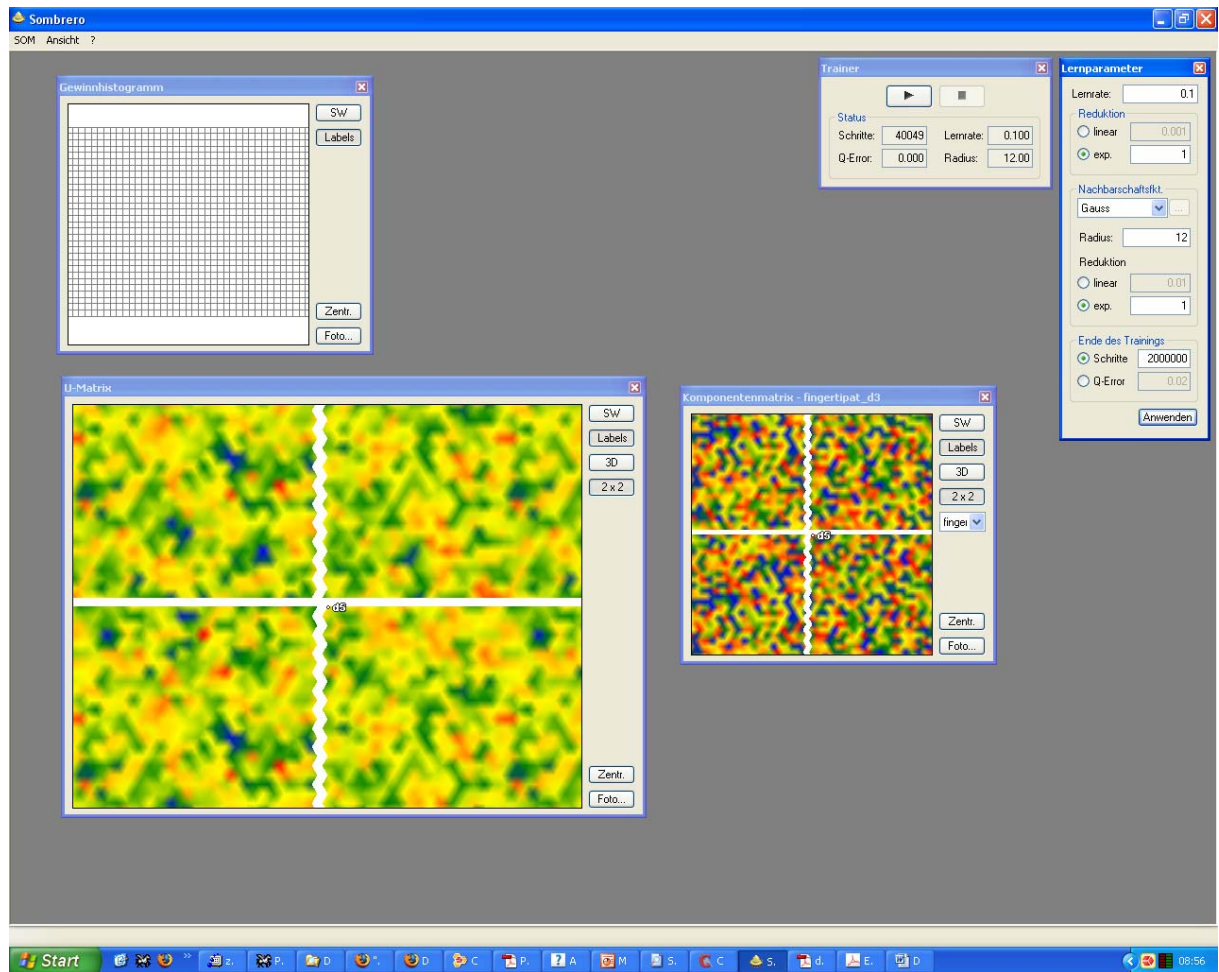 Sombrero
SOM Ansicht ?
Gewinnhistogramm
SW
Labels
Zentr.
Foto...
Trainer
Status
Schritte: 40049 Lernrate: 0.100
Q-Error: 0.000 Radius: 12.00
Lernparameter
Lernrate: 0.1
Reduktion
linear 0.001
exp. 1
Nachbarschaftsfkt.
Gauss ...
Radius: 12
Reduktion
linear 0.01
exp. 1
Ende des Trainings
Schritte 2000000
Q-Error 0.02
Anwenden
U-Matrix
SW
Labels
3D
2 x 2
d5
Zentr.
Foto...
Komponentenmatrix - fingertipat_d3
SW
Labels
3D
2 x 2
finger
d5
Zentr.
Foto...
Start » z. P. D ". D C P. A M S. C S. d. E. D 08:56